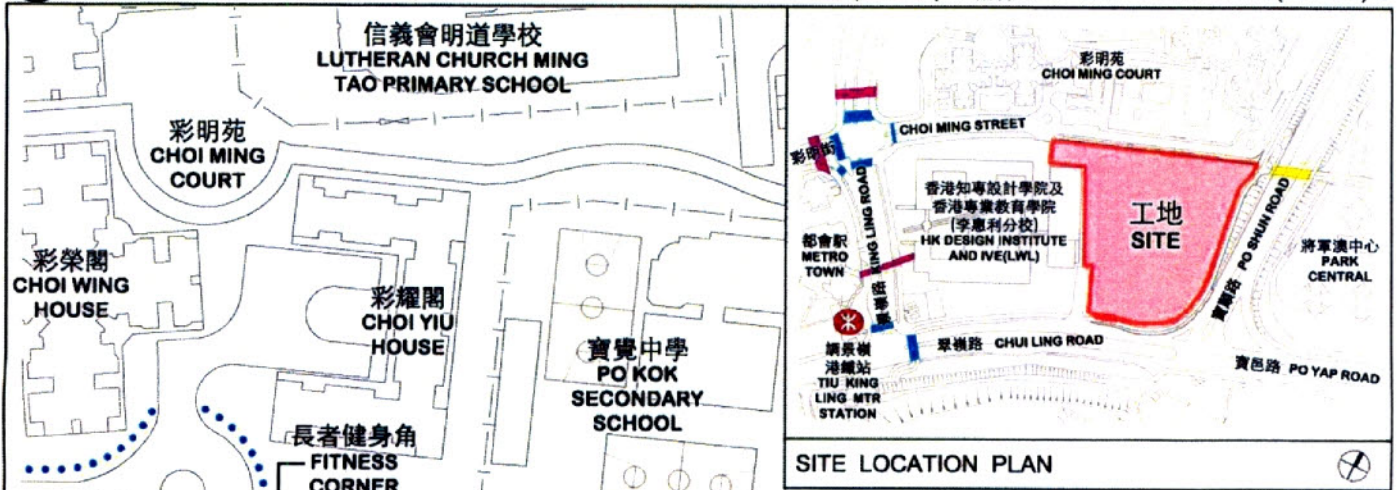 信義會明道學校
LUTHERAN CHURCH MING
TAO PRIMARY SCHOOL
彩明苑
CHOI MING
COURT
彩榮閣
CHOI WING
HOUSE
彩耀閣
CHOI YIU
HOUSE
寶覺中學
PO KOK
SECONDARY
SCHOOL
長者健身角
FITNESS
CORNER
彩明苑
CHOI MING COURT
CHOI MING STREET
彩明街
香港知專設計學院及
香港專業教育學院
(李惠利分校)
HK DESIGN INSTITUTE
AND IVE(LWL)
景嶺路 KING LING ROAD
都會駅
METRO
TOWN
工地
SITE
寶順路 PO SHUN ROAD
將軍澳中心
PARK
CENTRAL
調景嶺
港鐵站
TIU KING
LING MTR
STATION
翠嶺路 CHUI LING ROAD
寶邑路 PO YAP ROAD
SITE LOCATION PLAN